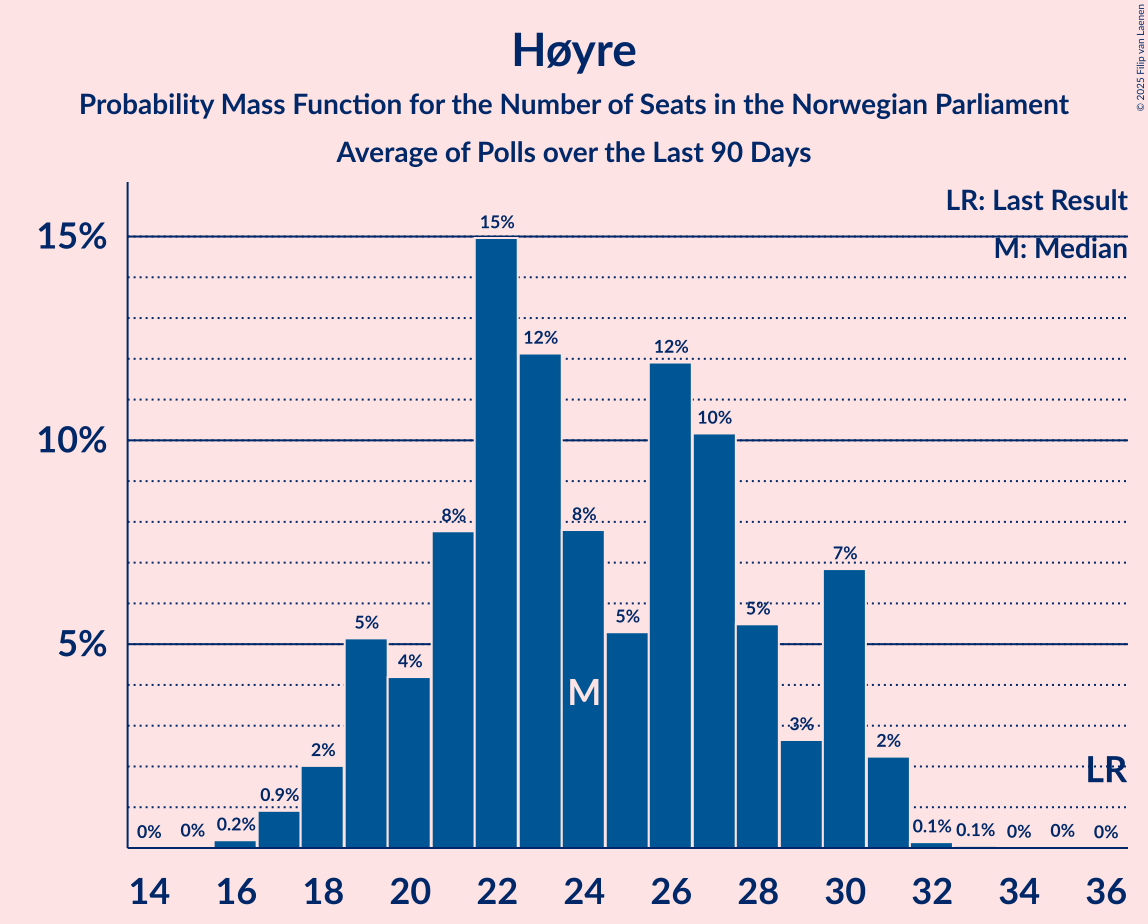 Høyre
Probability Mass Function for the Number of Seats in the Norwegian Parliament
Average of Polls over the Last 90 Days
© 2025 Filip van Laenen
LR: Last Result
M: Median
15%
10%
5%
0% 0% 0.2% 0.9% 2% 5% 4% 8% 15% 12% 8% 5% 12% 10% 5% 3% 7% 2% 0.1% 0.1% 0% 0% 0%
M
LR
14 16 18 20 22 24 26 28 30 32 34 36